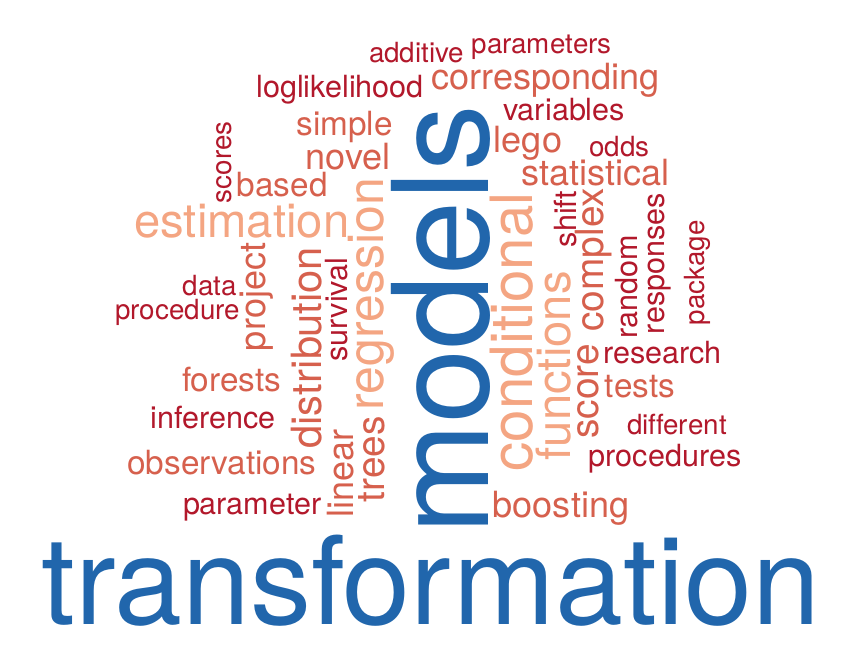 additive
parameters
loglikelihood
corresponding
simple
variables
scores
novel
models
lego
odds
based
statistical
estimation
regression
conditional
shift
complex
random
responses
package
data
procedure
project
distribution
survival
functions
score
research
forests
tests
inference
different
observations
linear
trees
procedures
parameter
boosting
transformation